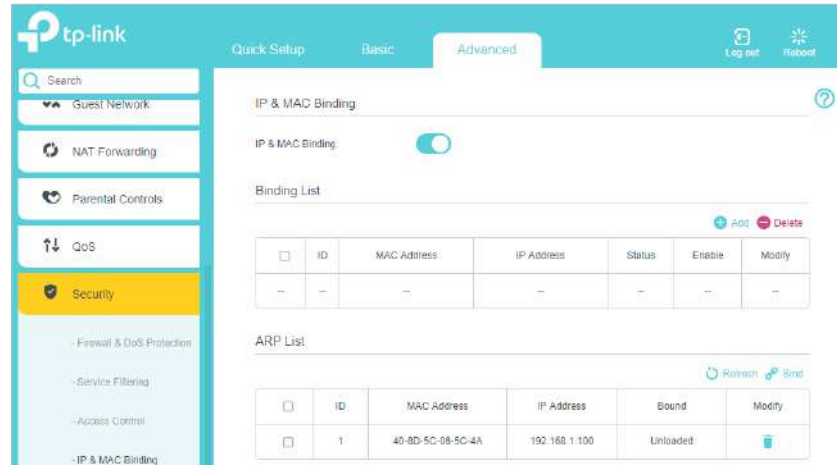 tp-link
Quick Setup
Basic
Advanced
Log out
Reboot
Search
Guest Network
NAT Forwarding
Parental Controls
QoS
Security
- Firewall & DoS Protection
- Service Filtering
- Access Control
- IP & MAC Binding
IP & MAC Binding
IP & MAC Binding:
Binding List
Add Delete
ID MAC Address IP Address Status Enable Modify
-- -- -- -- -- -- --
ARP List
Refresh Bind
ID MAC Address IP Address Bound Modify
1 40-8D-5C-06-5C-4A 192.168.1.100 Unloaded